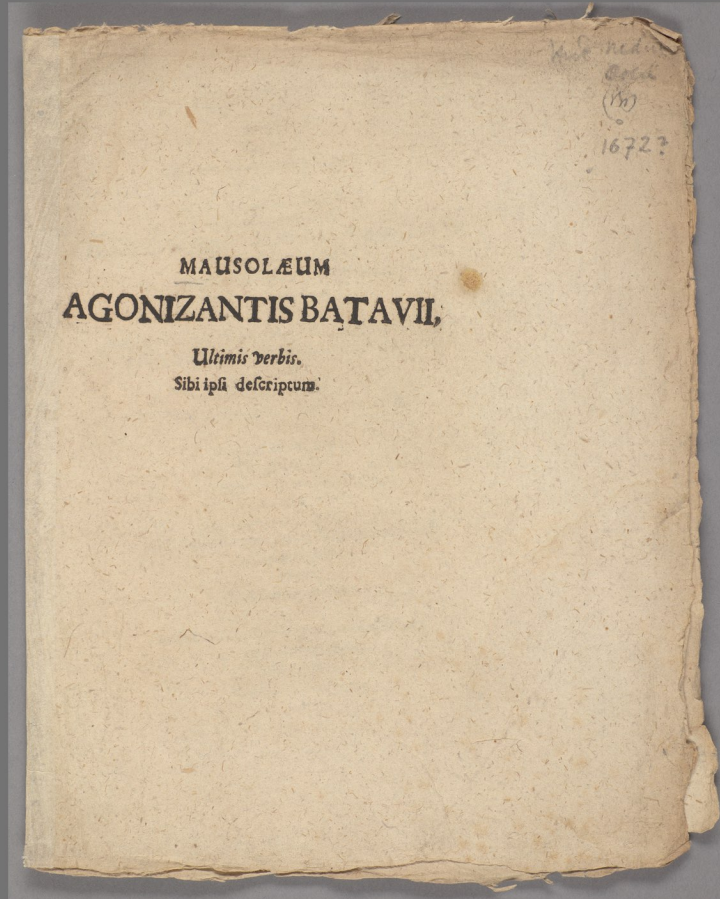 (m)
1672?
MAUSOLÆUM
AGONIZANTIS BATAVII,
Ultimis verbis.
Sibi ipſi deſcriptum.